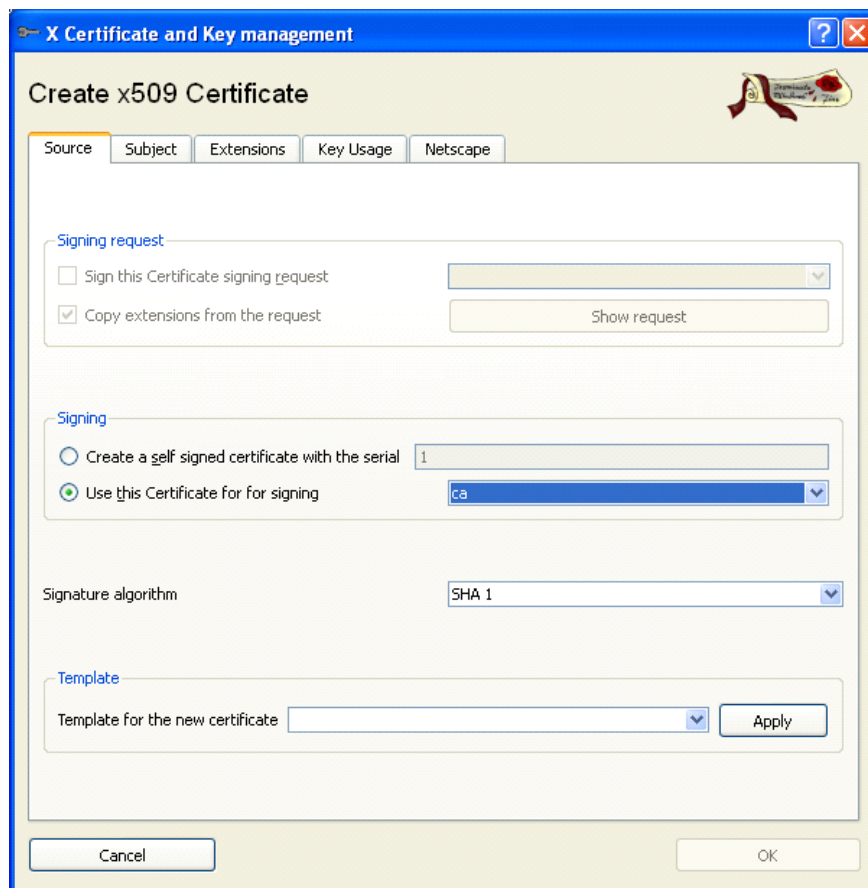 X Certificate and Key management
Create x509 Certificate
Source Subject Extensions Key Usage Netscape
Signing request
Sign this Certificate signing request
Copy extensions from the request Show request
Signing
Create a self signed certificate with the serial 1
Use this Certificate for for signing ca
Signature algorithm SHA 1
Template
Template for the new certificate Apply
Cancel OK